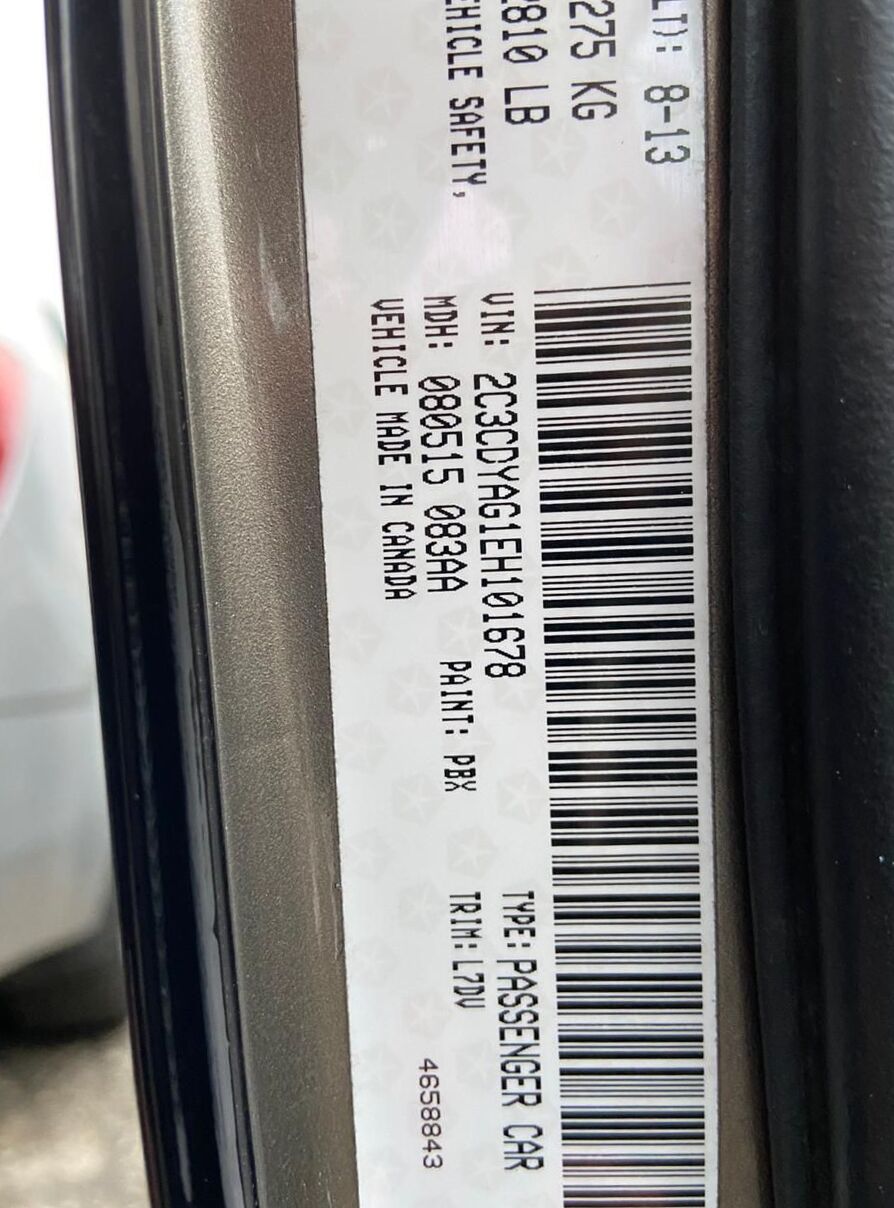 LT): 8-13
275 KG
2810 LB
EHICLE SAFETY,
VIN: 2C3CDYAG1EH101678
TYPE: PASSENGER CAR
MDH: 080515 083AA
PAINT: PBX
TRIM: L7DV
VEHICLE MADE IN CANADA
4658843